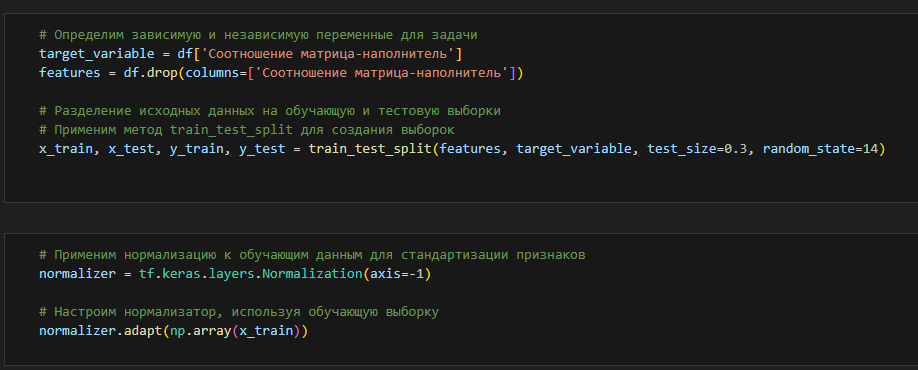 # Определим зависимую и независимую переменные для задачи
target_variable = df['Соотношение матрица-наполнитель']
features = df.drop(columns=['Соотношение матрица-наполнитель'])
# Разделение исходных данных на обучающую и тестовую выборки
# Применим метод train_test_split для создания выборок
x_train, x_test, y_train, y_test = train_test_split(features, target_variable, test_size=0.3, random_state=14)
# Применим нормализацию к обучающим данным для стандартизации признаков
normalizer = tf.keras.layers.Normalization(axis=-1)
# Настроим нормализатор, используя обучающую выборку
normalizer.adapt(np.array(x_train))